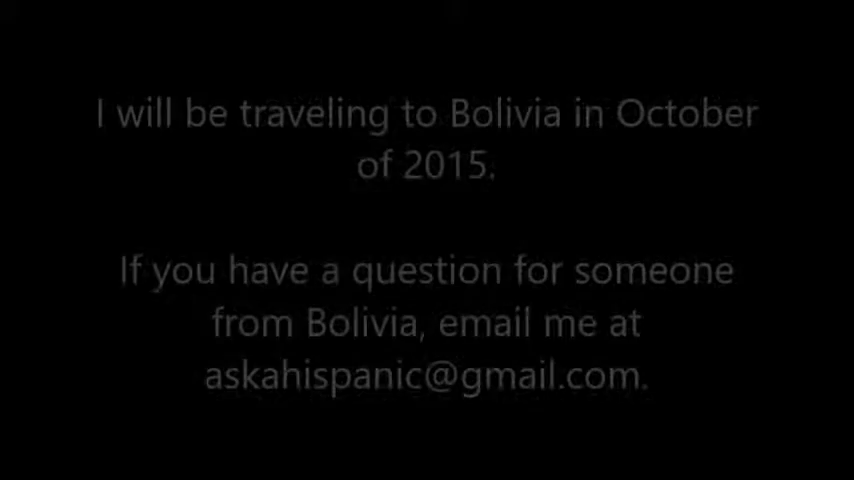 I will be traveling to Bolivia in October
of 2015.
If you have a question for someone
from Bolivia, email me at
askahispanic@gmail.com.